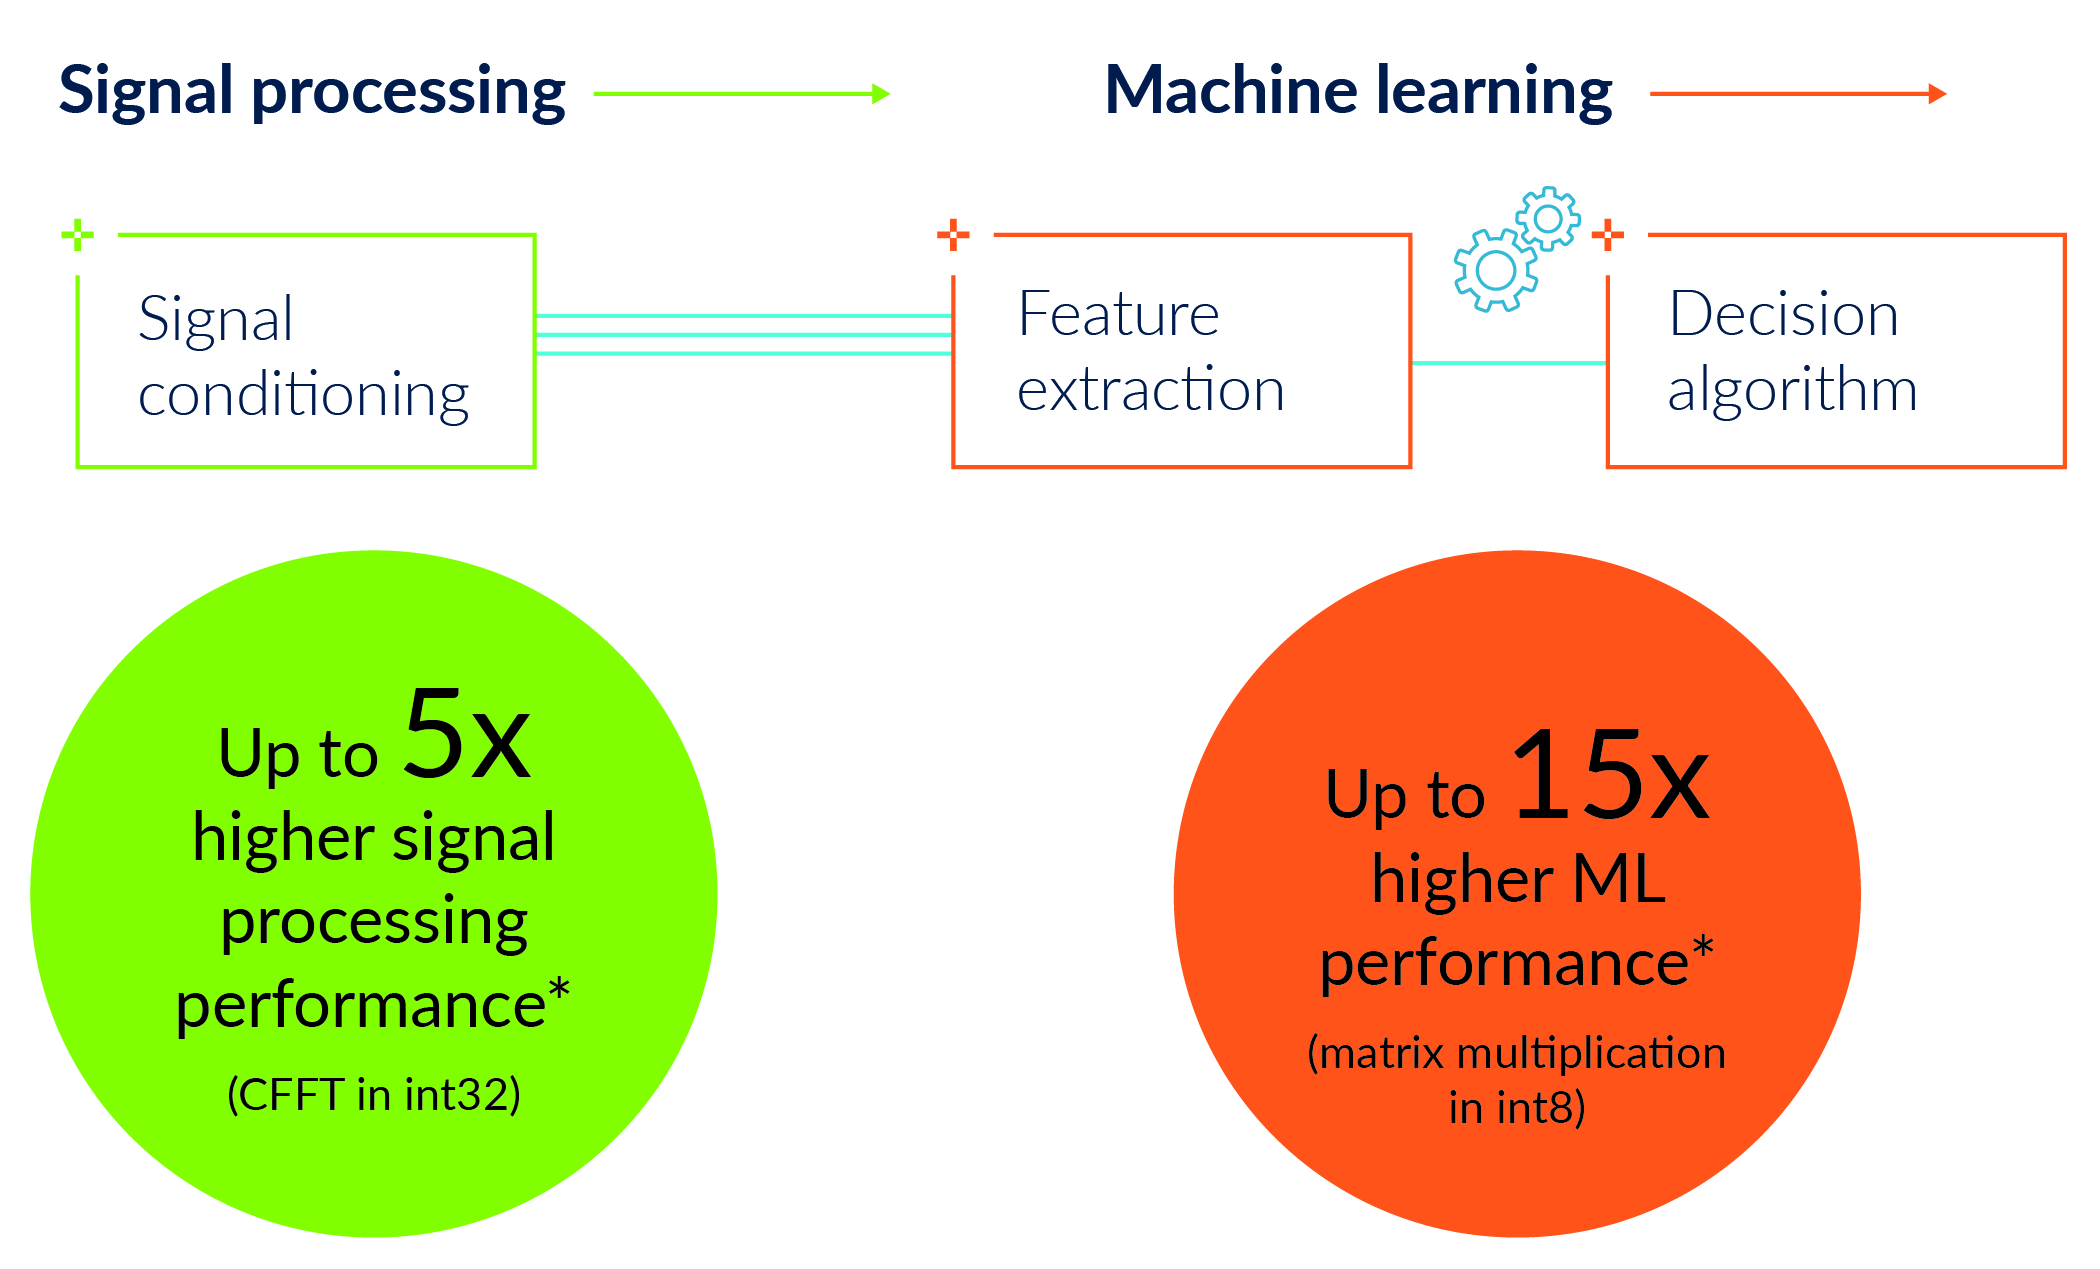 Signal processing
Machine learning
Signal
conditioning
Feature
extraction
Decision
algorithm
Up to 5x
higher signal
processing
performance*
(CFFT in int32)
Up to 15x
higher ML
performance*
(matrix multiplication
in int8)